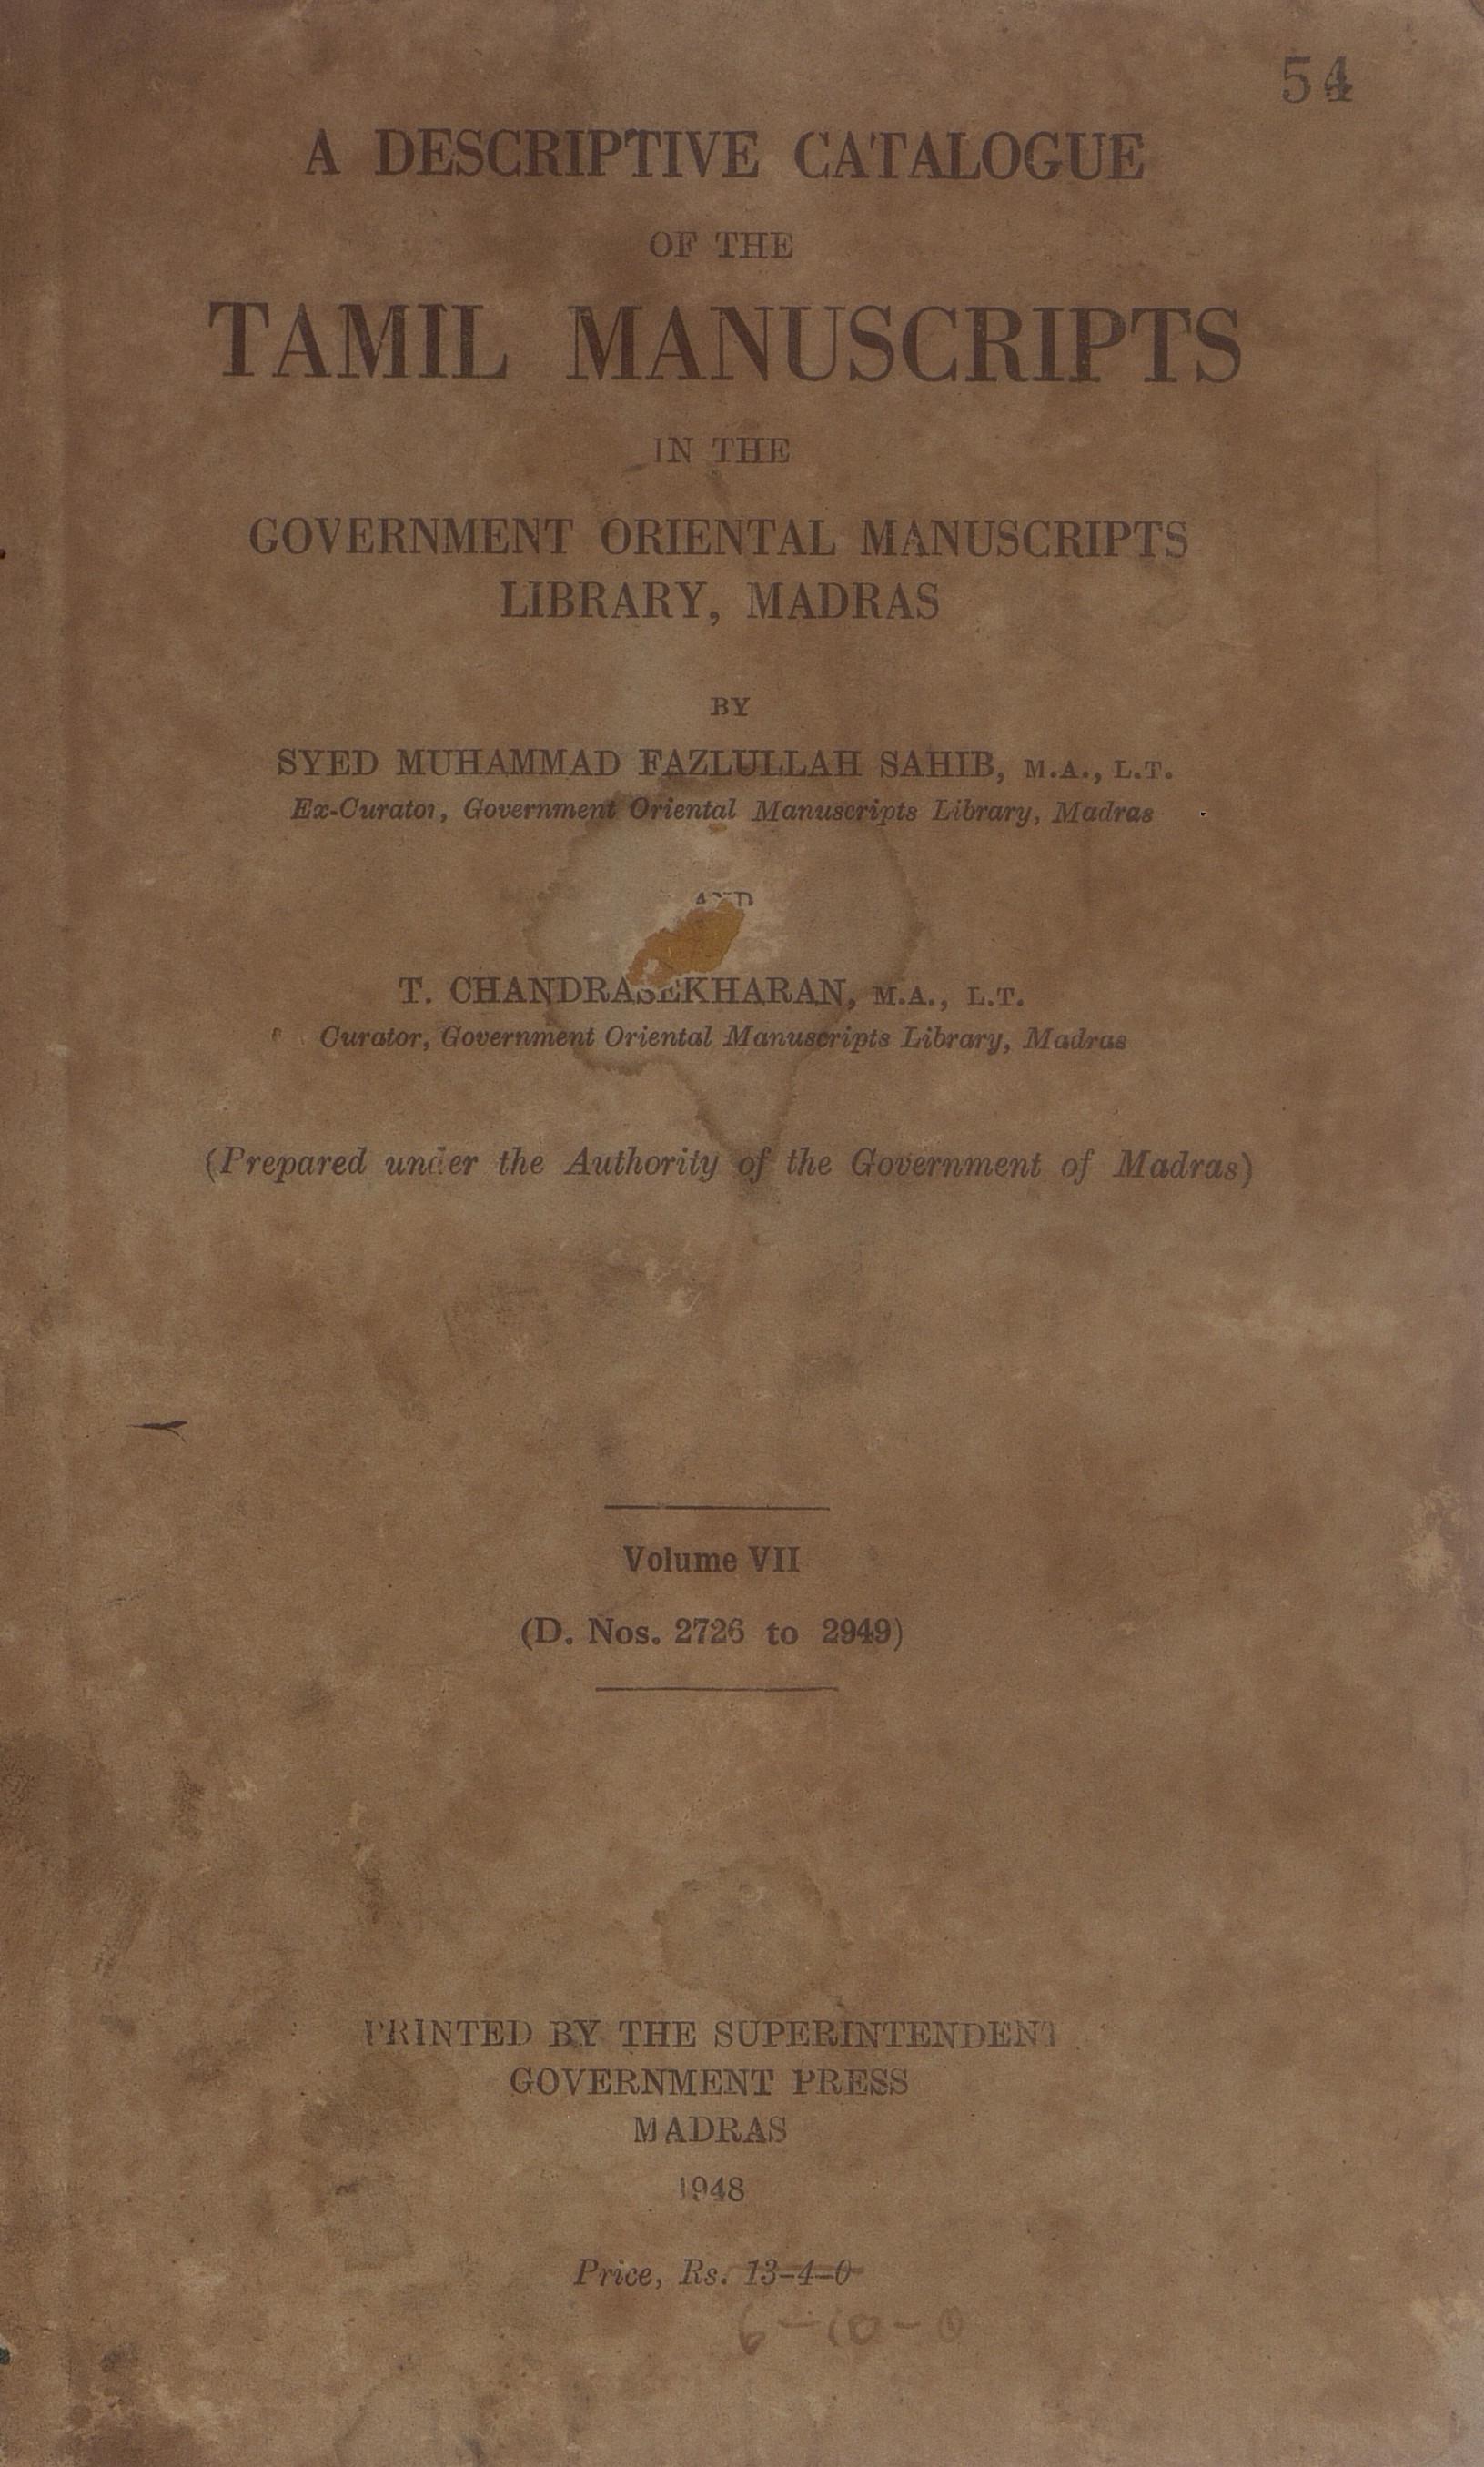 54
A DESCRIPTIVE CATALOGUE
OF THE
TAMIL MANUSCRIPTS
IN THE
GOVERNMENT ORIENTAL MANUSCRIPTS
LIBRARY, MADRAS
BY
SYED MUHAMMAD FAZLULLAH SAHIB, M.A., L.T.
Ex-Curator, Government Oriental Manuscripts Library, Madras
AND
T. CHANDRASEKHARAN, M.A., L.T.
Curator, Government Oriental Manuscripts Library, Madras
(Prepared under the Authority of the Government of Madras)
Volume VII
(D. Nos. 2726 to 2949)
PRINTED BY THE SUPERINTENDENT
GOVERNMENT PRESS
MADRAS
1948
Price, Rs. 13-4-0
6-10-0